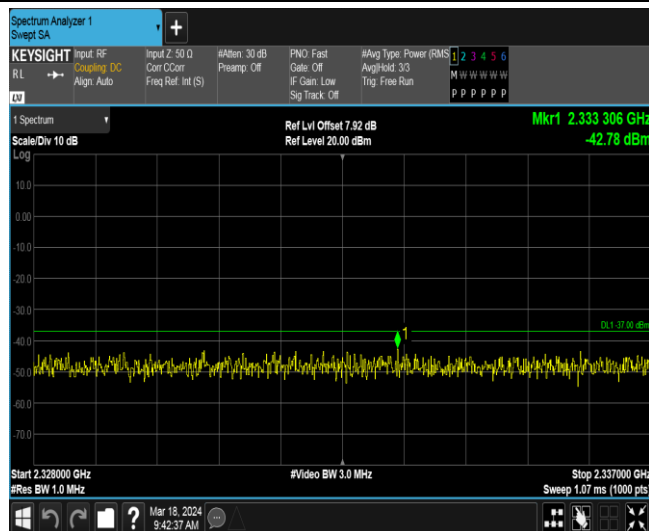 Spectrum Analyzer 1
Swept SA
+
KEYSIGHT Input: RF Input Z: 50 Ω #Atten: 30 dB PNO: Fast #Avg Type: Power (RMS 1 2 3 4 5 6
RL Coupling: DC Corr CCorr Preamp: Off Gate: Off Avg|Hold: 3/3 M W W W W W
Align: Auto Freq Ref: Int (S) IF Gain: Low Trig: Free Run
LXI Sig Track: Off P P P P P P
1 Spectrum Ref Lvl Offset 7.92 dB Mkr1 2.333 306 GHz
Scale/Div 10 dB Ref Level 20.00 dBm -42.78 dBm
Log
10.0
0.00
-10.0
-20.0
-30.0
DL1 -37.00 dBm
1
-40.0
-50.0
-60.0
-70.0
Start 2.328000 GHz #Video BW 3.0 MHz Stop 2.337000 GHz
#Res BW 1.0 MHz Sweep 1.07 ms (1000 pts)
? Mar 18, 2024
9:42:37 AM